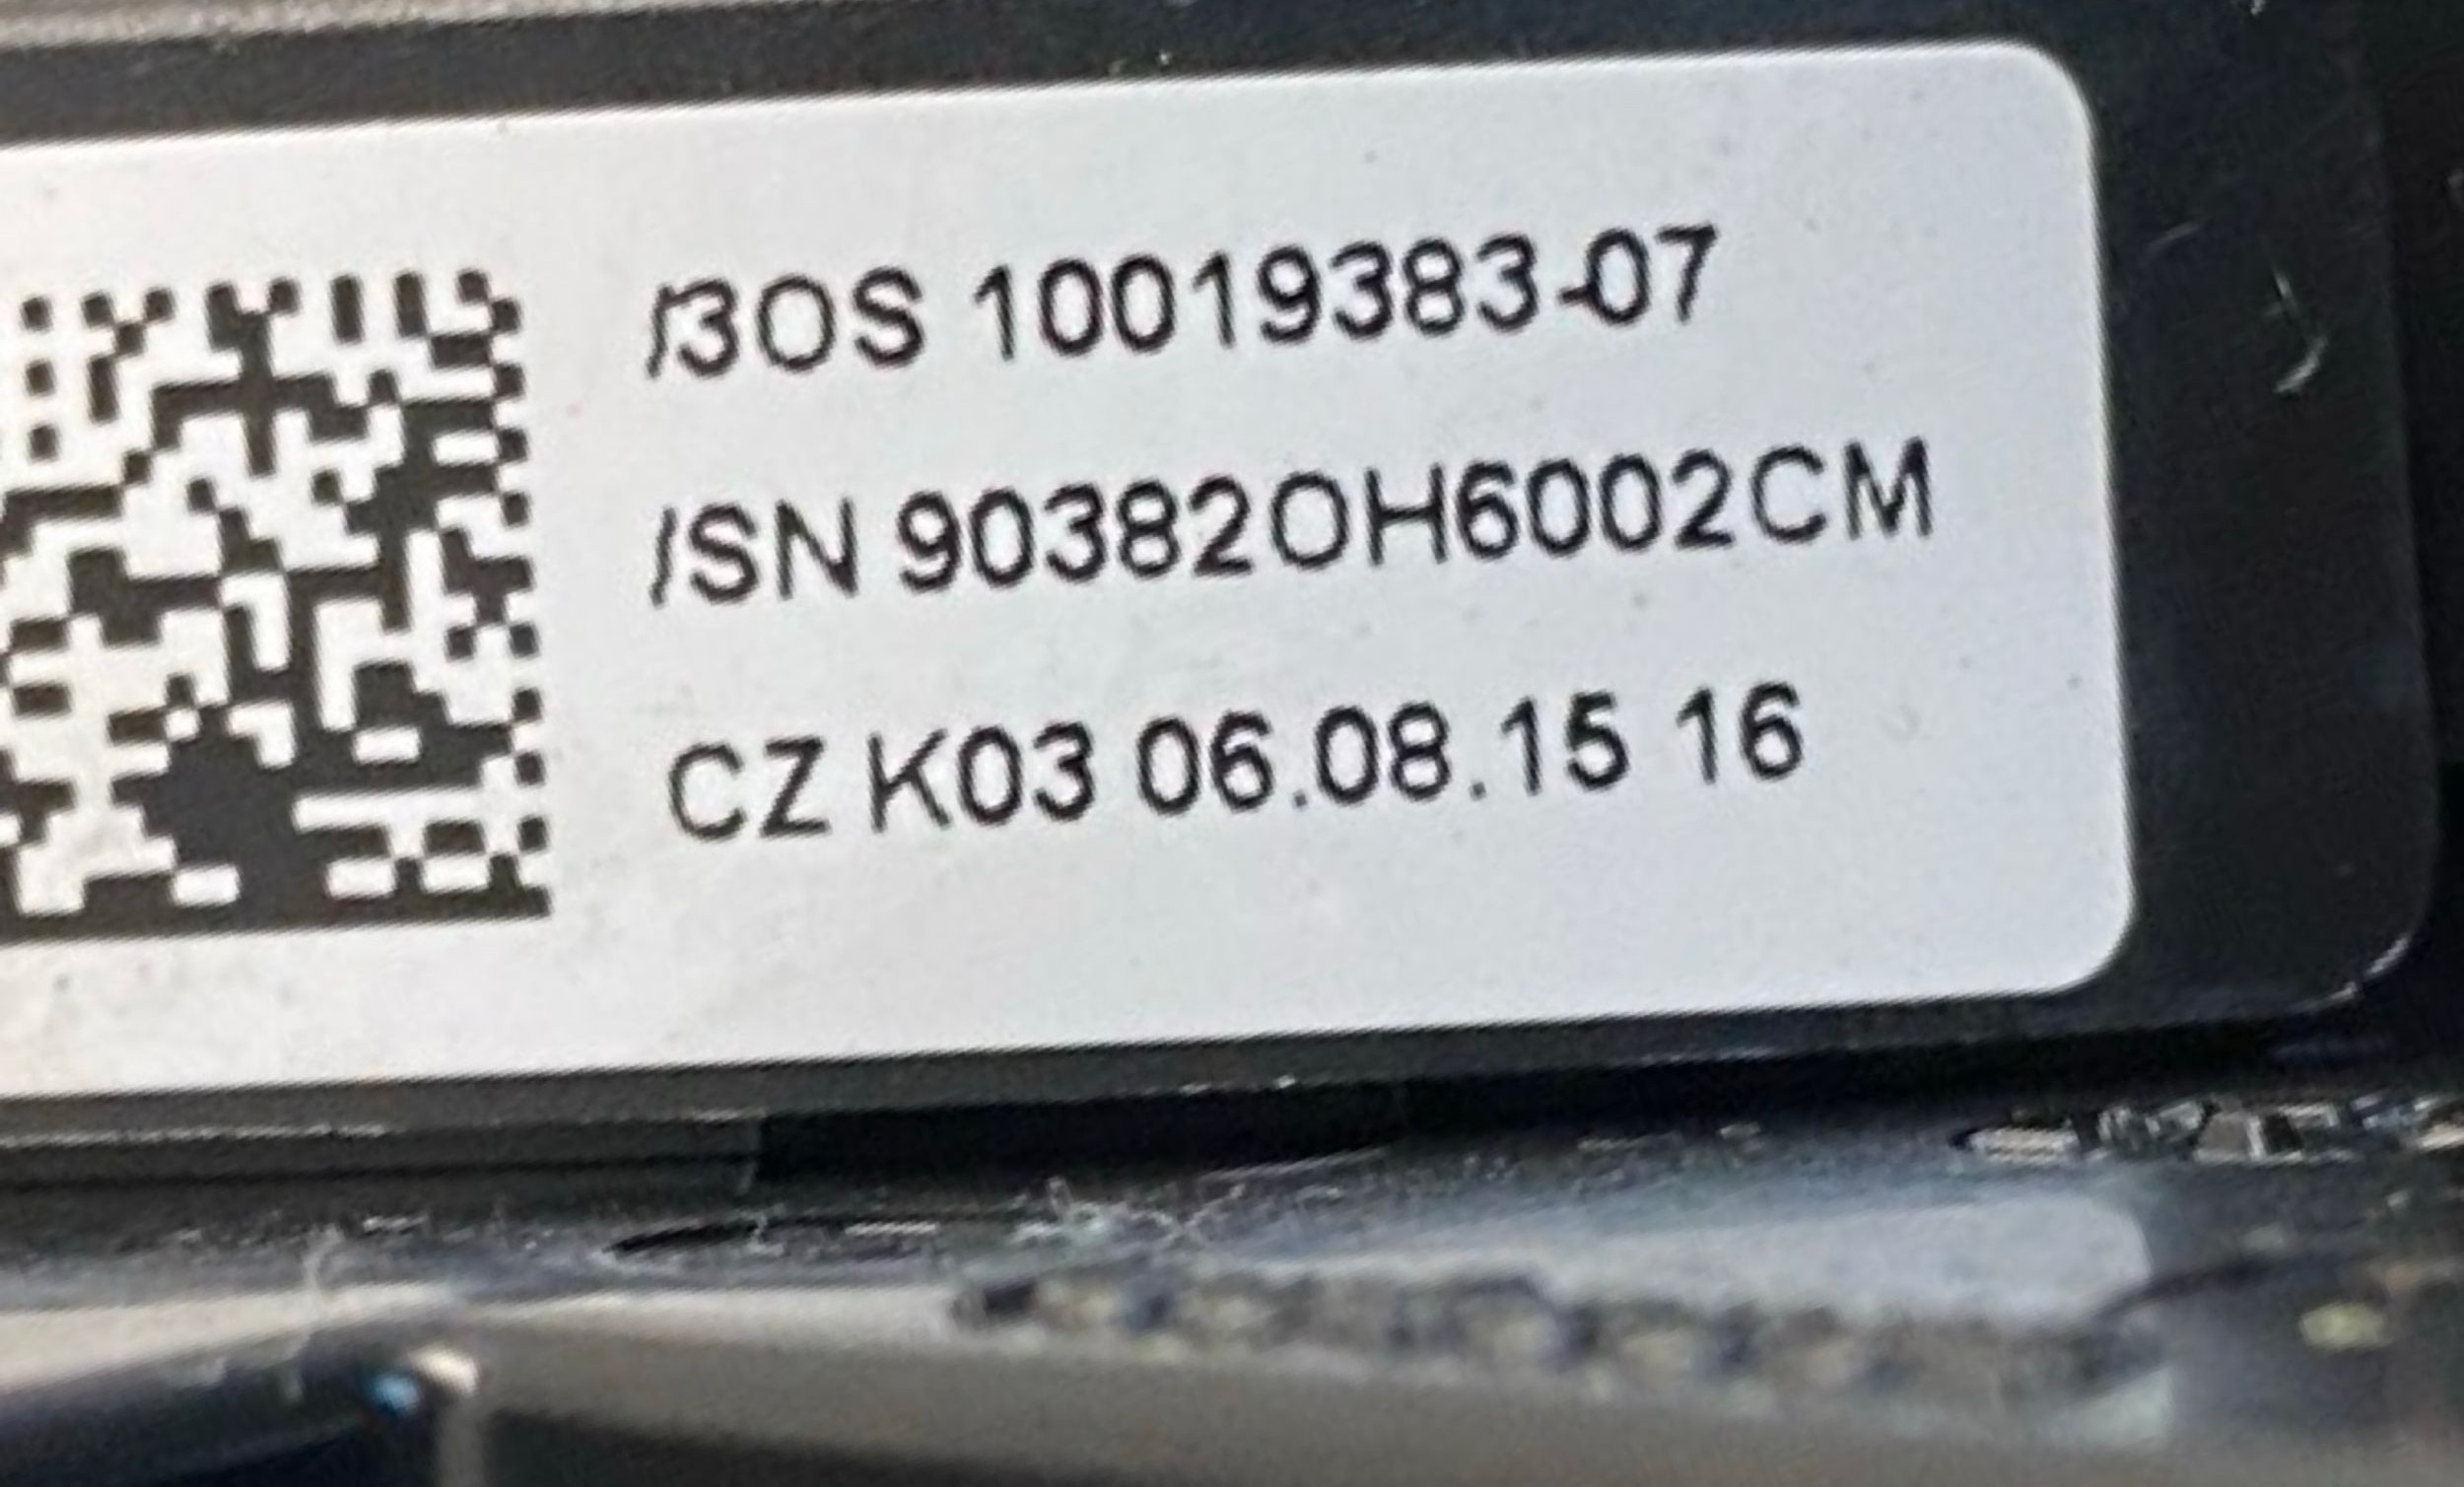 /3OS 10019383-07
/SN 90382OH6002CM
CZ K03 06.08.15 16